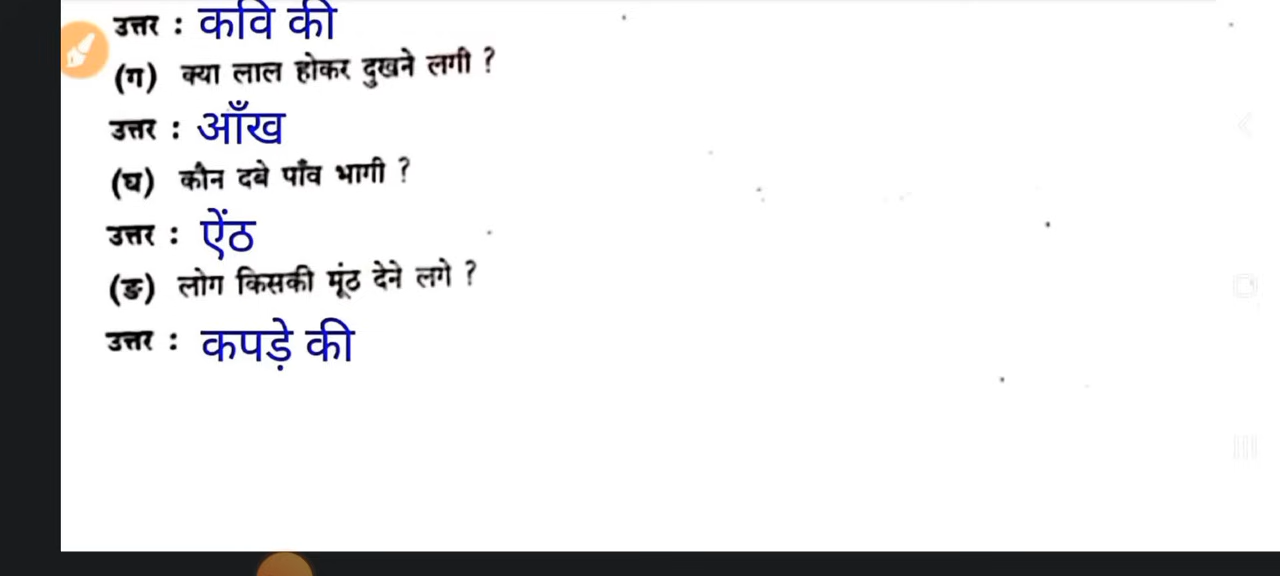 उत्तर : कवि की
(ग) क्या लाल होकर दुखने लगी ?
उत्तर : आँख
(घ) कौन दबे पाँव भागी ?
उत्तर : ऐंठ
(ङ) लोग किसकी मूंठ देने लगे ?
उत्तर : कपड़े की